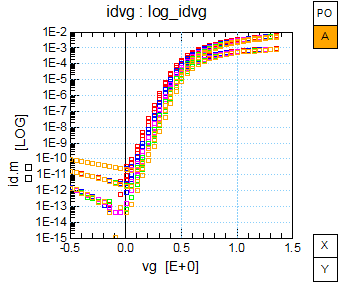 idvg : log_idvg
PO
A
1E-2
1E-3
1E-4
1E-5
1E-6
1E-7
1E-8
1E-9
1E-10
1E-11
1E-12
1E-13
1E-14
1E-15
id.m [LOG]
-0.5 0.0 0.5 1.0 1.5
vg [E+0]
X
Y